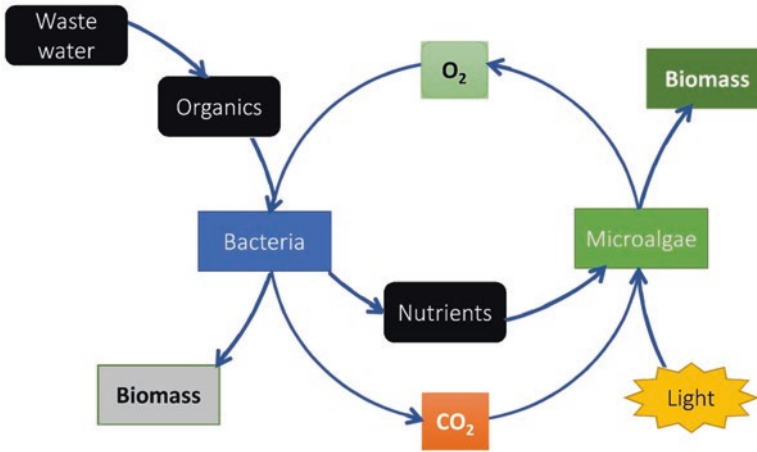 Waste
water
Organics
O₂
Biomass
Bacteria
Microalgae
Nutrients
Biomass
CO₂
Light